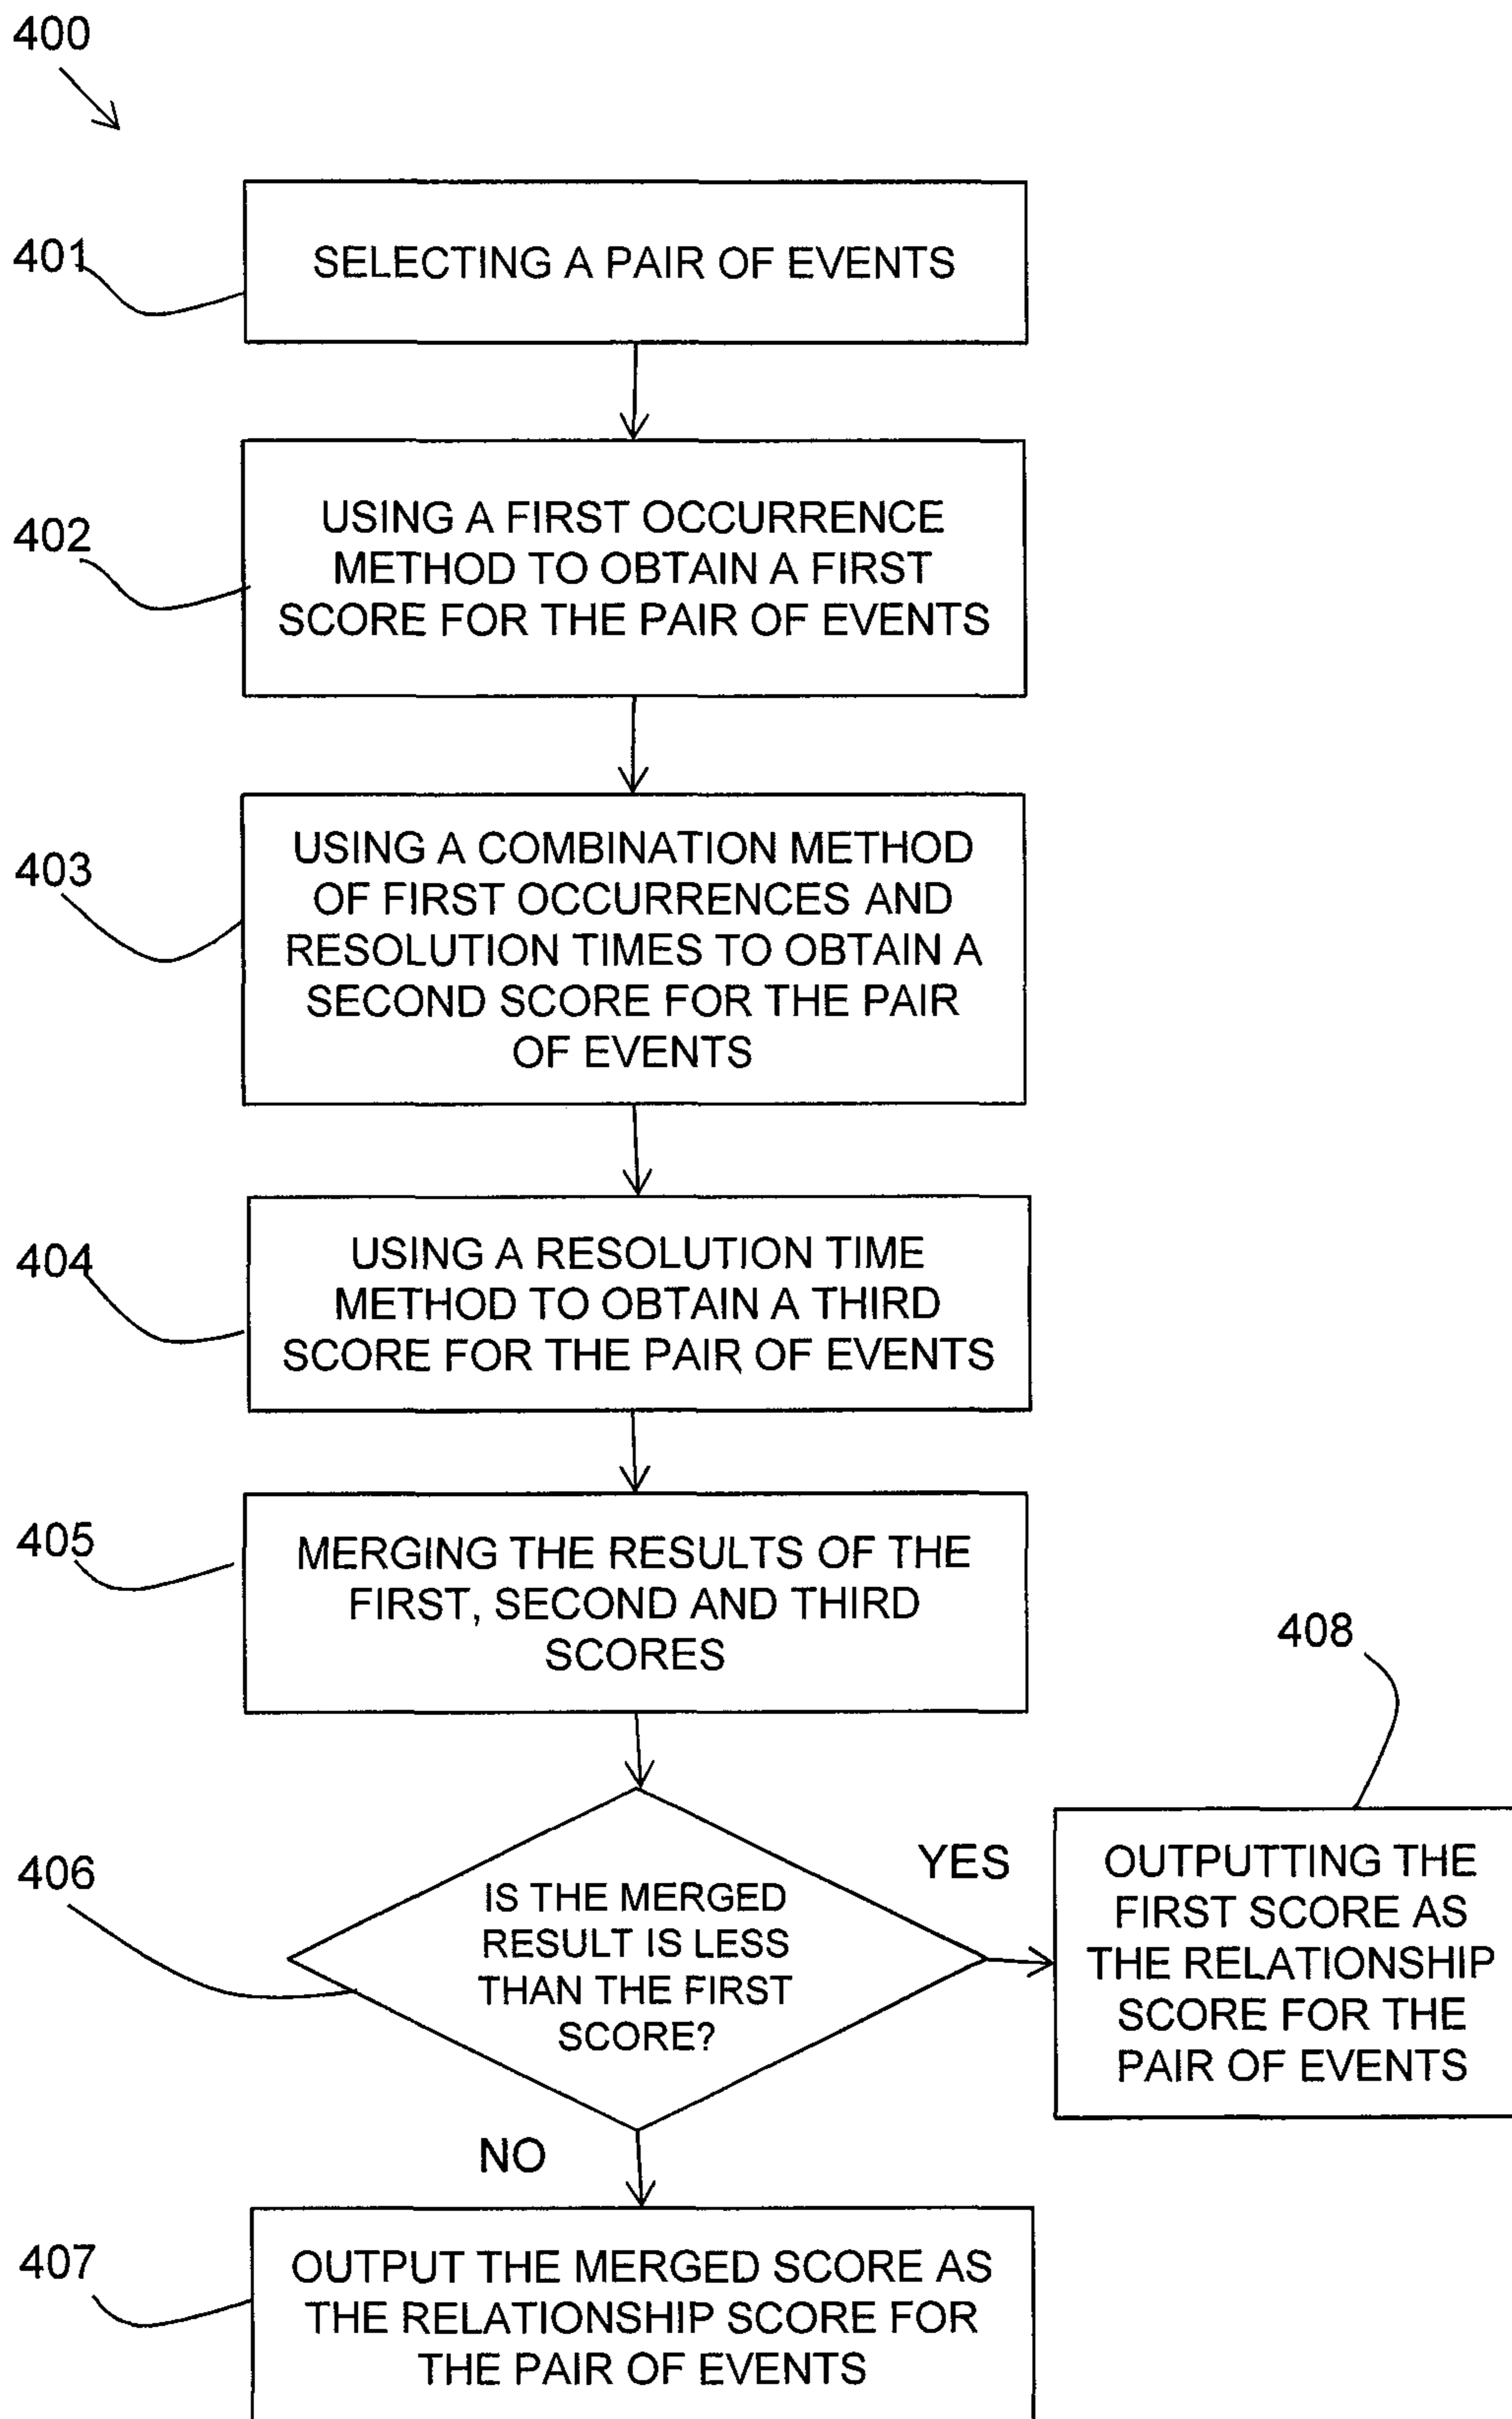 400
401
SELECTING A PAIR OF EVENTS
402
USING A FIRST OCCURRENCE
METHOD TO OBTAIN A FIRST
SCORE FOR THE PAIR OF EVENTS
403
USING A COMBINATION METHOD
OF FIRST OCCURRENCES AND
RESOLUTION TIMES TO OBTAIN A
SECOND SCORE FOR THE PAIR
OF EVENTS
404
USING A RESOLUTION TIME
METHOD TO OBTAIN A THIRD
SCORE FOR THE PAIR OF EVENTS
405
MERGING THE RESULTS OF THE
FIRST, SECOND AND THIRD
SCORES
406
IS THE MERGED
RESULT IS LESS
THAN THE FIRST
SCORE?
YES
408
OUTPUTTING THE
FIRST SCORE AS
THE RELATIONSHIP
SCORE FOR THE
PAIR OF EVENTS
NO
407
OUTPUT THE MERGED SCORE AS
THE RELATIONSHIP SCORE FOR
THE PAIR OF EVENTS